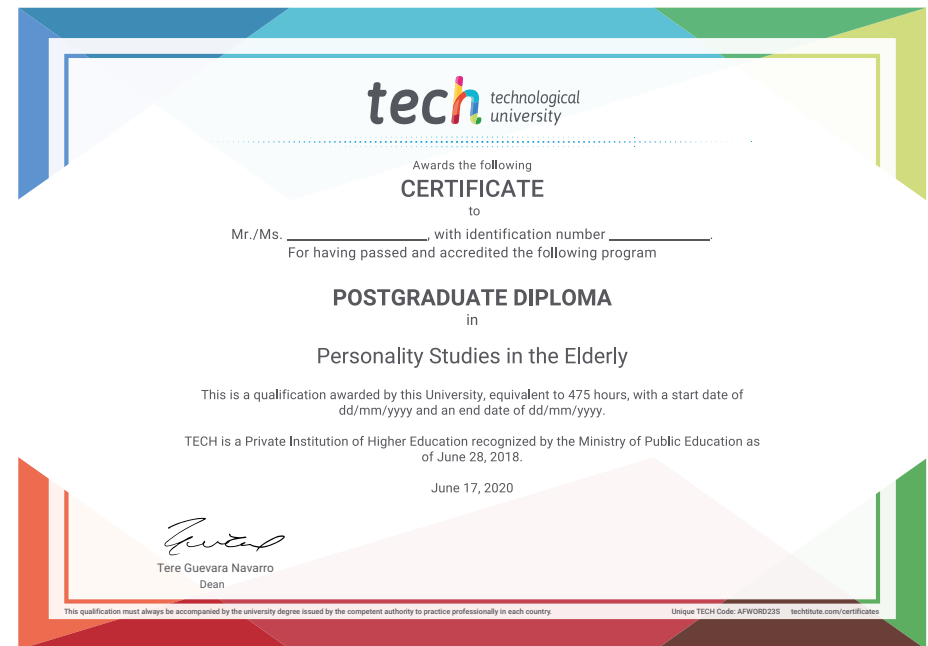 tech technological
university
Awards the following
CERTIFICATE
to
Mr./Ms. ____________________, with identification number ______________.
For having passed and accredited the following program
POSTGRADUATE DIPLOMA
in
Personality Studies in the Elderly
This is a qualification awarded by this University, equivalent to 475 hours, with a start date of
dd/mm/yyyy and an end date of dd/mm/yyyy.
TECH is a Private Institution of Higher Education recognized by the Ministry of Public Education as
of June 28, 2018.
June 17, 2020
Tere Guevara Navarro
Dean
This qualification must always be accompanied by the university degree issued by the competent authority to practice professionally in each country. Unique TECH Code: AFWORD23S techtitute.com/certificates